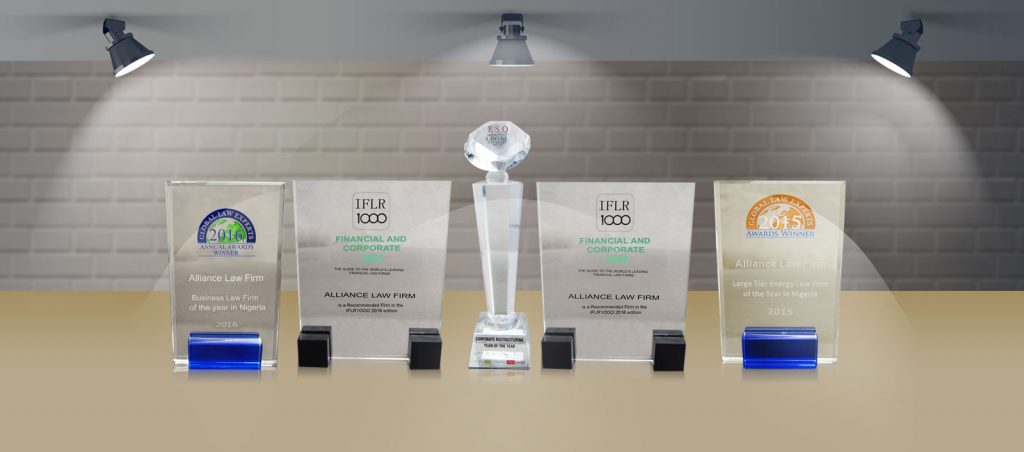 GLOBAL LAW EXPERTS
2016
ANNUAL AWARDS
WINNER
Alliance Law Firm
Business Law Firm
of the year in Nigeria
2016
IFLR
1000
FINANCIAL AND
CORPORATE
THE GUIDE TO THE WORLD'S LEADING
FINANCIAL LAW FIRMS
ALLIANCE LAW FIRM
is a Recommended Firm in the
IFLR1OOO 2016 edition
ESQ
LEGAL
CORPORATE RESTRUCTURING
TEAM OF THE YEAR
IFLR
1000
FINANCIAL AND
CORPORATE
THE GUIDE TO THE WORLD'S LEADING
FINANCIAL LAW FIRMS
ALLIANCE LAW FIRM
is a Recommended Firm in the
IFLR1OOO 2016 edition
GLOBAL LAW EXPERTS
2015
AWARDS WINNER
Alliance Law Firm
Large Tier Energy Law Firm
of the Year in Nigeria
2015